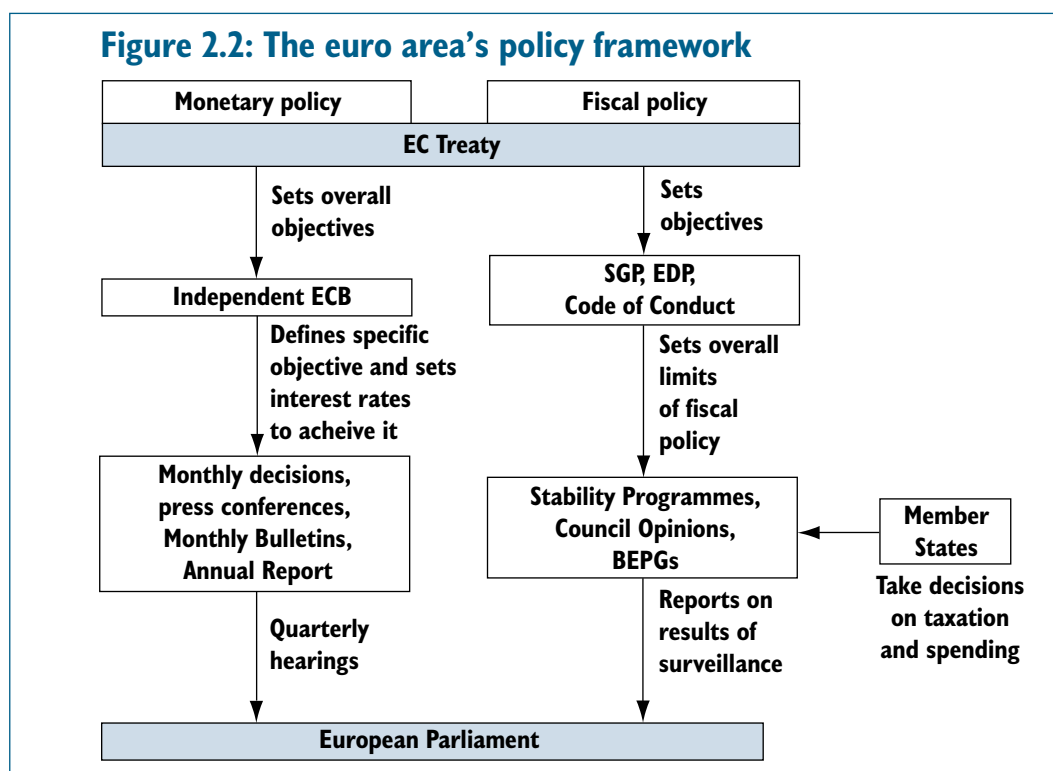 Figure 2.2: The euro area's policy framework
Monetary policy
Fiscal policy
EC Treaty
Sets overall
objectives
Sets
objectives
Independent ECB
SGP, EDP,
Code of Conduct
Defines specific
objective and sets
interest rates
to acheive it
Sets overall
limits
of fiscal
policy
Monthly decisions,
press conferences,
Monthly Bulletins,
Annual Report
Stability Programmes,
Council Opinions,
BEPGs
Member
States
Take decisions
on taxation
and spending
Quarterly
hearings
Reports on
results of
surveillance
European Parliament